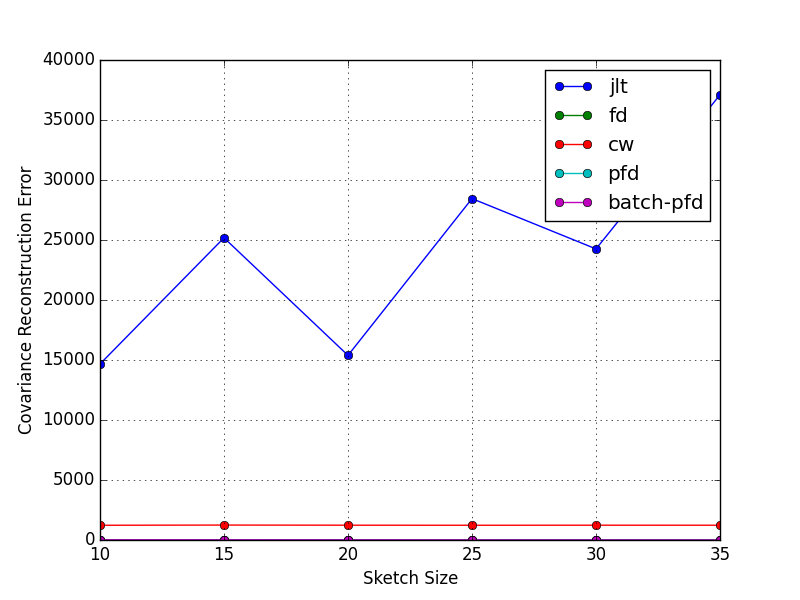 40000
35000
30000
25000
20000
15000
10000
5000
0
Covariance Reconstruction Error
jlt
fd
cw
pfd
batch-pfd
10 15 20 25 30 35
Sketch Size